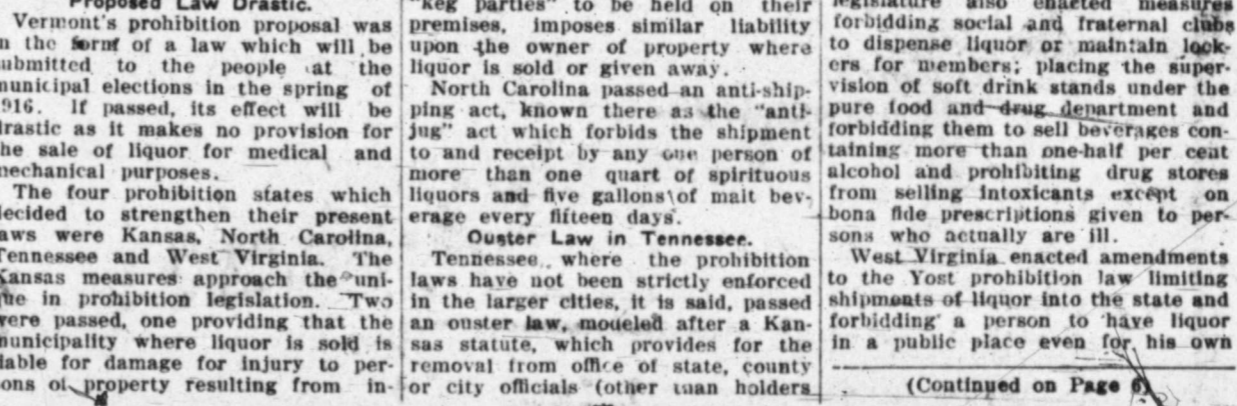 Proposed Law Drastic.
Vermont's prohibition proposal was
n the form of a law which will be
ubmitted to the people at the
nunicipal elections in the spring of
916. If passed, its effect will be
drastic as it makes no provision for
he sale of liquor for medical and
nechanical purposes.
The four prohibition states which
decided to strengthen their present
aws were Kansas, North Carolina,
Tennessee and West Virginia. The
Kansas measures approach the uni-
que in prohibition legislation. Two
were passed, one providing that the
nunicipality where liquor is sold is
iable for damage for injury to per-
ons or property resulting from in-
"keg parties" to be held on their
premises, imposes similar liability
upon the owner of property where
liquor is sold or given away.
North Carolina passed an anti-ship-
ping act, known there as the "anti-
jug" act which forbids the shipment
to and receipt by any one person of
more than one quart of spirituous
liquors and five gallons of malt bev-
erage every fifteen days.
Ouster Law in Tennessee.
Tennessee, where the prohibition
laws have not been strictly enforced
in the larger cities, it is said, passed
an ouster law, modeled after a Kan-
sas statute, which provides for the
removal from office of state, county
or city officials (other than holders
legislature also enacted measures
forbidding social and fraternal clubs
to dispense liquor or maintain lock-
ers for members; placing the super-
vision of soft drink stands under the
pure food and drug department and
forbidding them to sell beverages con-
taining more than one-half per cent
alcohol and prohibiting drug stores
from selling intoxicants except on
bona fide prescriptions given to per-
sons who actually are ill.
West Virginia enacted amendments
to the Yost prohibition law limiting
shipments of liquor into the state and
forbidding a person to have liquor
in a public place even for his own
(Continued on Page 6)